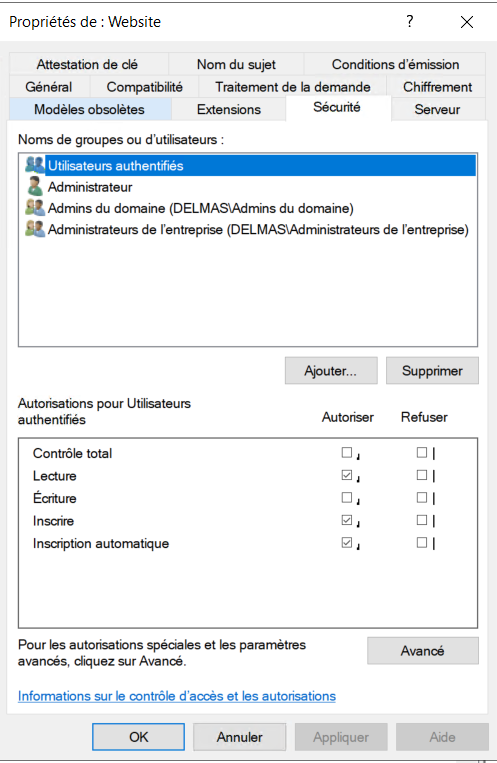 Propriétés de : Website
?
Attestation de clé Nom du sujet Conditions d'émission
Général Compatibilité Traitement de la demande Chiffrement
Modèles obsolètes Extensions Sécurité Serveur
Noms de groupes ou d'utilisateurs :
Utilisateurs authentifiés
Administrateur
Admins du domaine (DELMAS\Admins du domaine)
Administrateurs de l'entreprise (DELMAS\Administrateurs de l'entreprise)
Ajouter... Supprimer
Autorisations pour Utilisateurs
authentifiés
Autoriser Refuser
Contrôle total
Lecture
Écriture
Inscrire
Inscription automatique
Pour les autorisations spéciales et les paramètres
avancés, cliquez sur Avancé.
Avancé
Informations sur le contrôle d'accès et les autorisations
OK Annuler Appliquer Aide